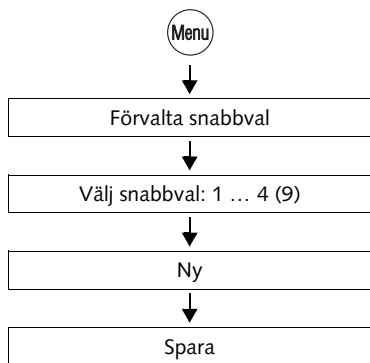 Menu
Förvalta snabbval
Välj snabbval: 1 … 4 (9)
Ny
Spara